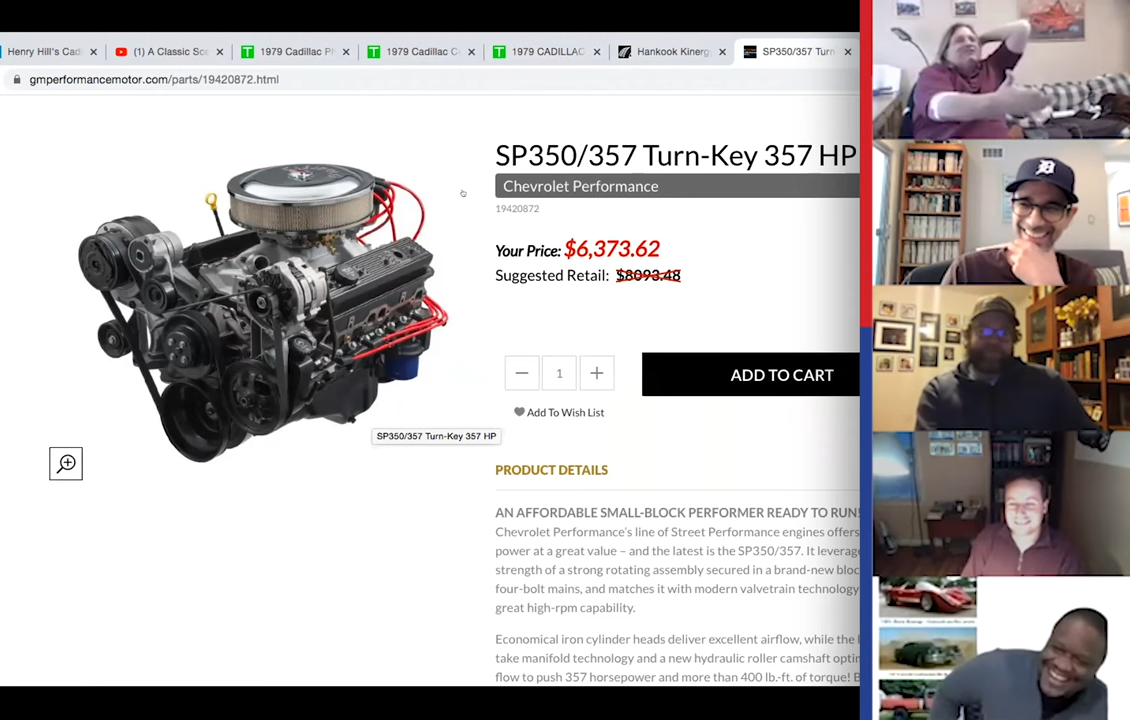 Henry Hill's Cad
(1) A Classic Sce
1979 Cadillac Ph
1979 Cadillac C
1979 CADILLAC
Hankook Kinerg
SP350/357 Turn
gmperformancemotor.com/parts/19420872.html
SP350/357 Turn-Key 357 HP
Chevrolet Performance
19420872
Your Price: $6,373.62
Suggested Retail: $8093.48
1
ADD TO CART
Add To Wish List
SP350/357 Turn-Key 357 HP
PRODUCT DETAILS
AN AFFORDABLE SMALL-BLOCK PERFORMER READY TO RUN!
Chevrolet Performance's line of Street Performance engines offers
power at a great value – and the latest is the SP350/357. It leverage
strength of a strong rotating assembly secured in a brand-new bloc
four-bolt mains, and matches it with modern valvetrain technology
great high-rpm capability.
Economical iron cylinder heads deliver excellent airflow, while the
take manifold technology and a new hydraulic roller camshaft opti
flow to push 357 horsepower and more than 400 lb.-ft. of torque!